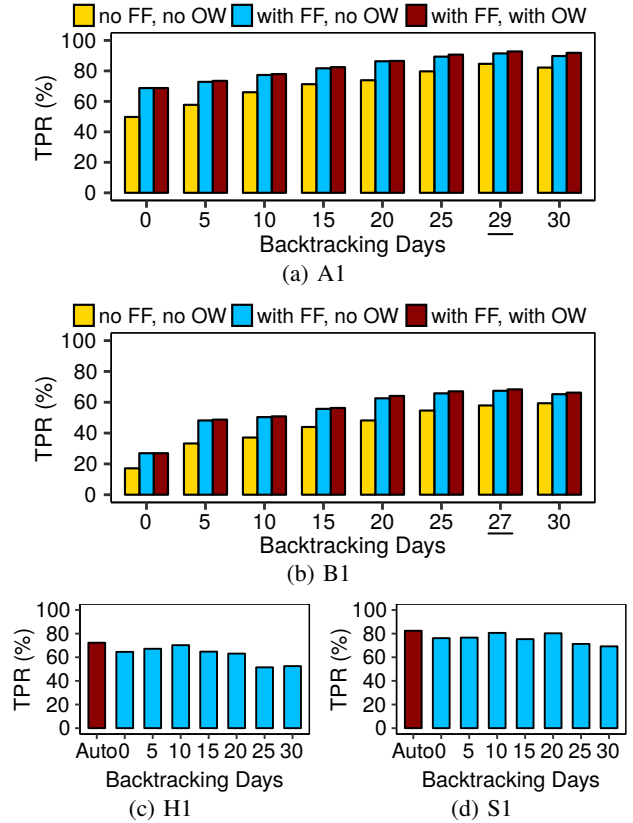 no FF, no OW with FF, no OW with FF, with OW
100
80
60
40
20
0
TPR (%)
0 5 10 15 20 25 29 30
Backtracking Days
(a) A1
no FF, no OW with FF, no OW with FF, with OW
100
80
60
40
20
0
TPR (%)
0 5 10 15 20 25 27 30
Backtracking Days
(b) B1
100
80
60
40
20
0
TPR (%)
Auto 0 5 10 15 20 25 30
Backtracking Days
(c) H1
100
80
60
40
20
0
TPR (%)
Auto 0 5 10 15 20 25 30
Backtracking Days
(d) S1